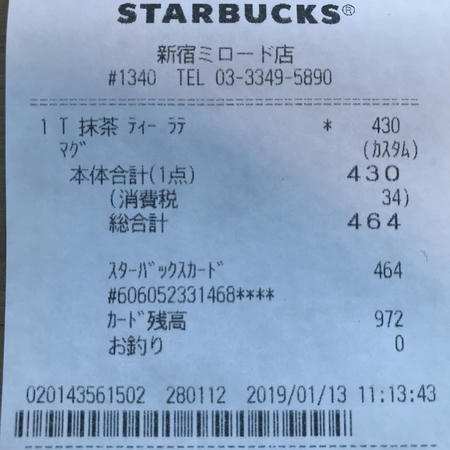 STARBUCKS®
新宿ミロード店
#1340 TEL 03-3349-5890
1 T 抹茶 ﾃｨｰ ﾗﾃ * 430
ﾏｸﾞ (ｶｽﾀﾑ)
本体合計(1点) 430
(消費税 34)
総合計 464
ｽﾀｰﾊﾞｯｸｽｶｰﾄﾞ 464
#606052331468****
ｶｰﾄﾞ残高 972
お釣り 0
020143561502 280112 2019/01/13 11:13:43